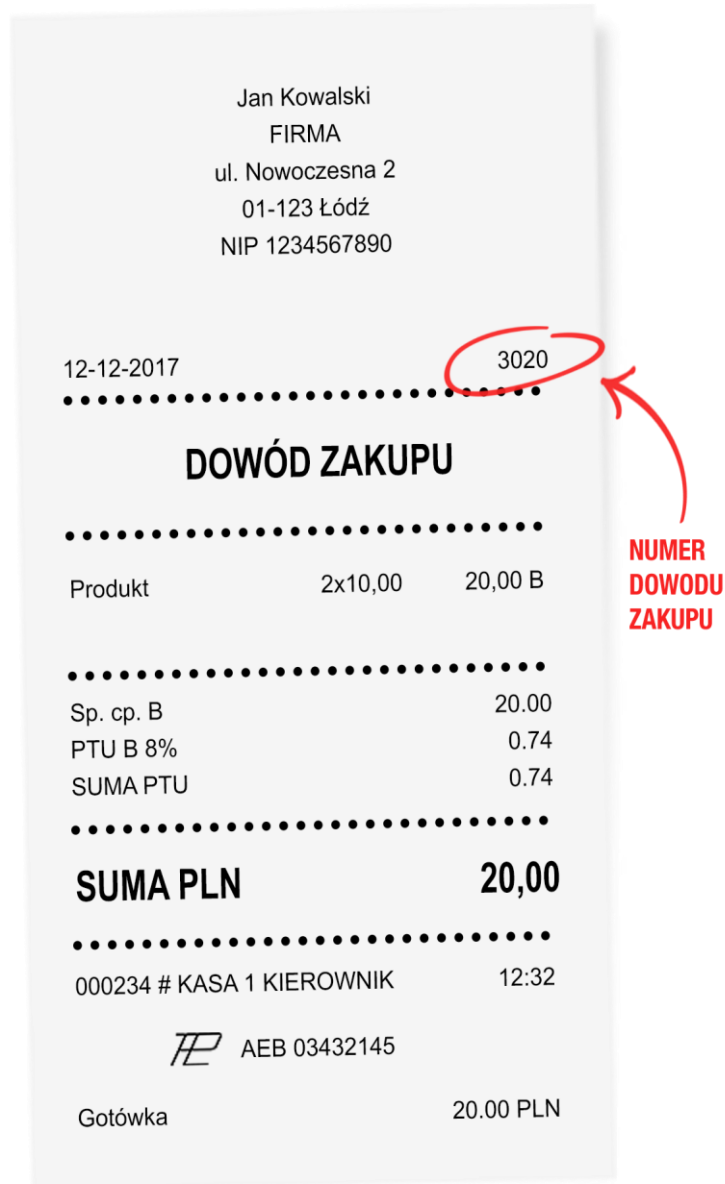 Jan Kowalski
FIRMA
ul. Nowoczesna 2
01-123 Łódź
NIP 1234567890
12-12-2017 3020
DOWÓD ZAKUPU
Produkt 2x10,00 20,00 B
Sp. cp. B 20.00
PTU B 8% 0.74
SUMA PTU 0.74
SUMA PLN 20,00
000234 # KASA 1 KIEROWNIK 12:32
AEB 03432145
Gotówka 20.00 PLN
NUMER
DOWODU
ZAKUPU